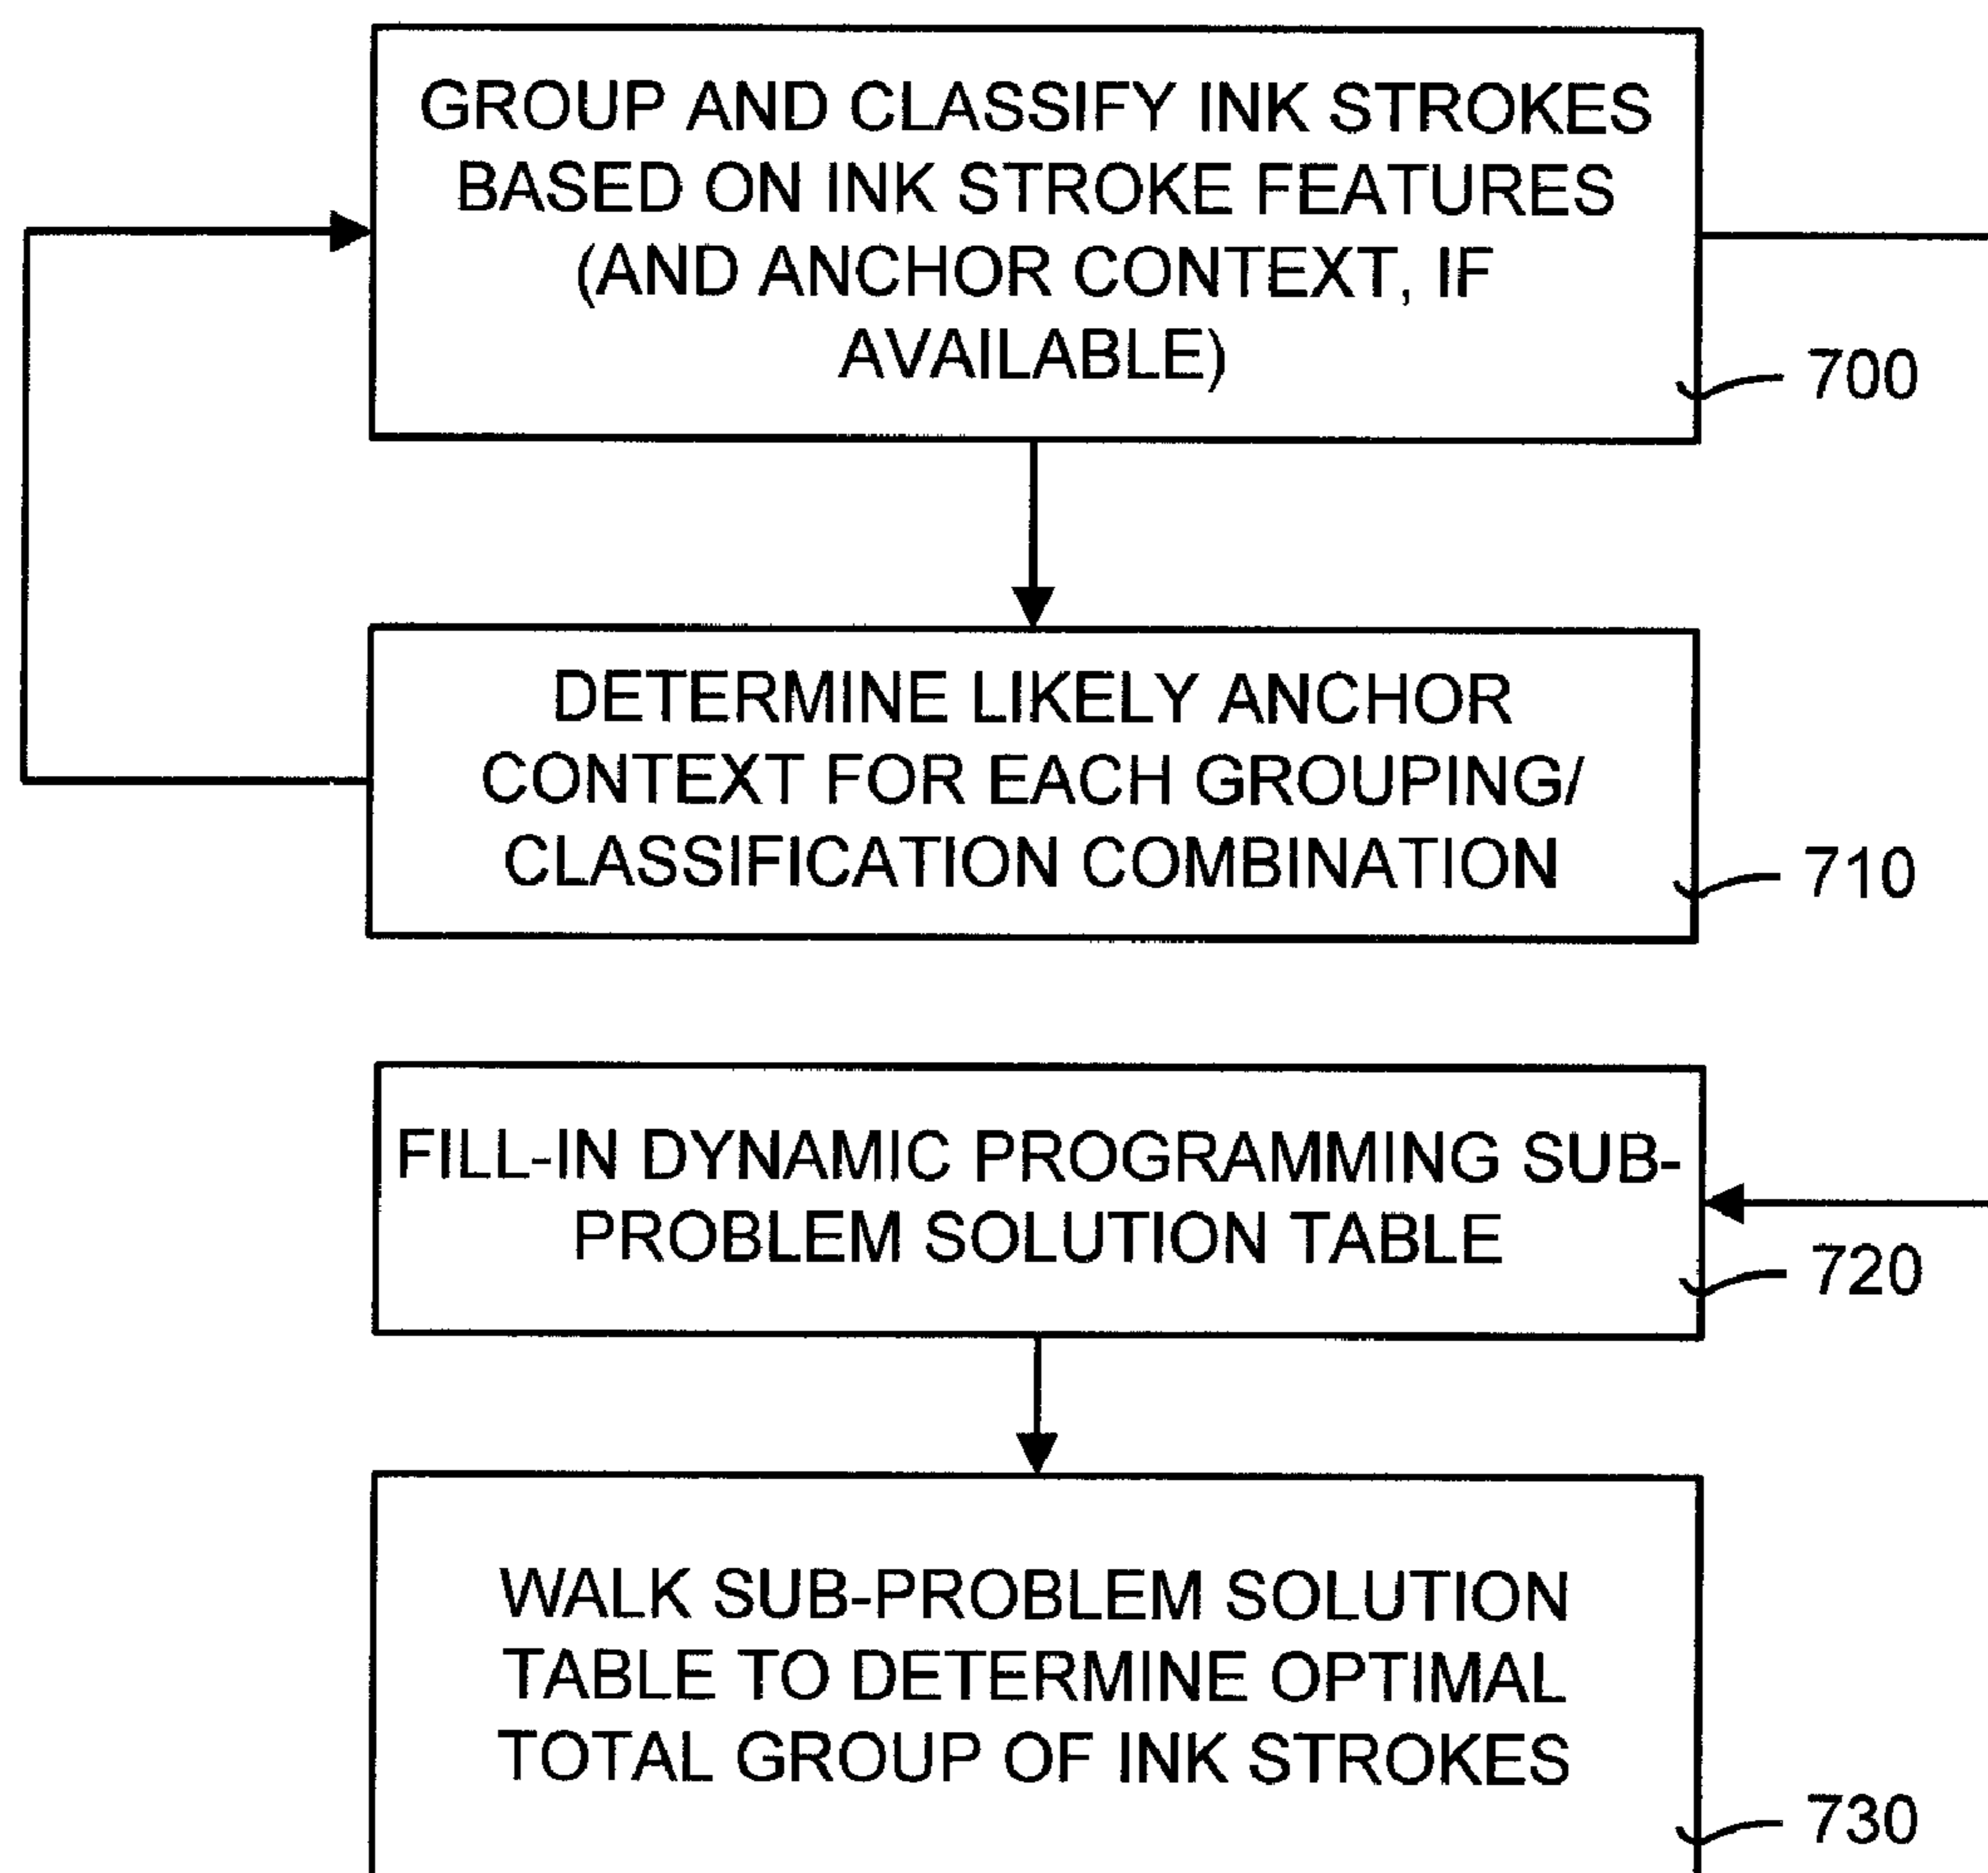 GROUP AND CLASSIFY INK STROKES
BASED ON INK STROKE FEATURES
(AND ANCHOR CONTEXT, IF
AVAILABLE)
700
DETERMINE LIKELY ANCHOR
CONTEXT FOR EACH GROUPING/
CLASSIFICATION COMBINATION
710
FILL-IN DYNAMIC PROGRAMMING SUB-
PROBLEM SOLUTION TABLE
720
WALK SUB-PROBLEM SOLUTION
TABLE TO DETERMINE OPTIMAL
TOTAL GROUP OF INK STROKES
730